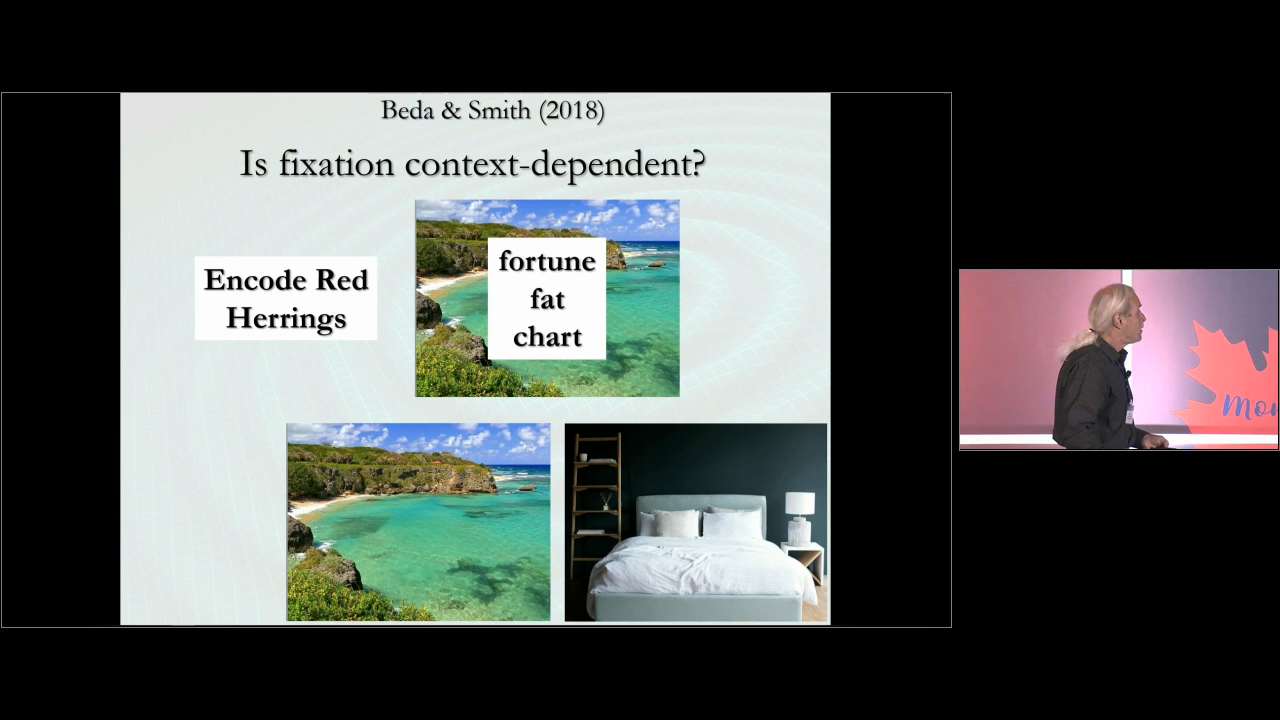 Beda & Smith (2018)
Is fixation context-dependent?
Encode Red
Herrings
fortune
fat
chart